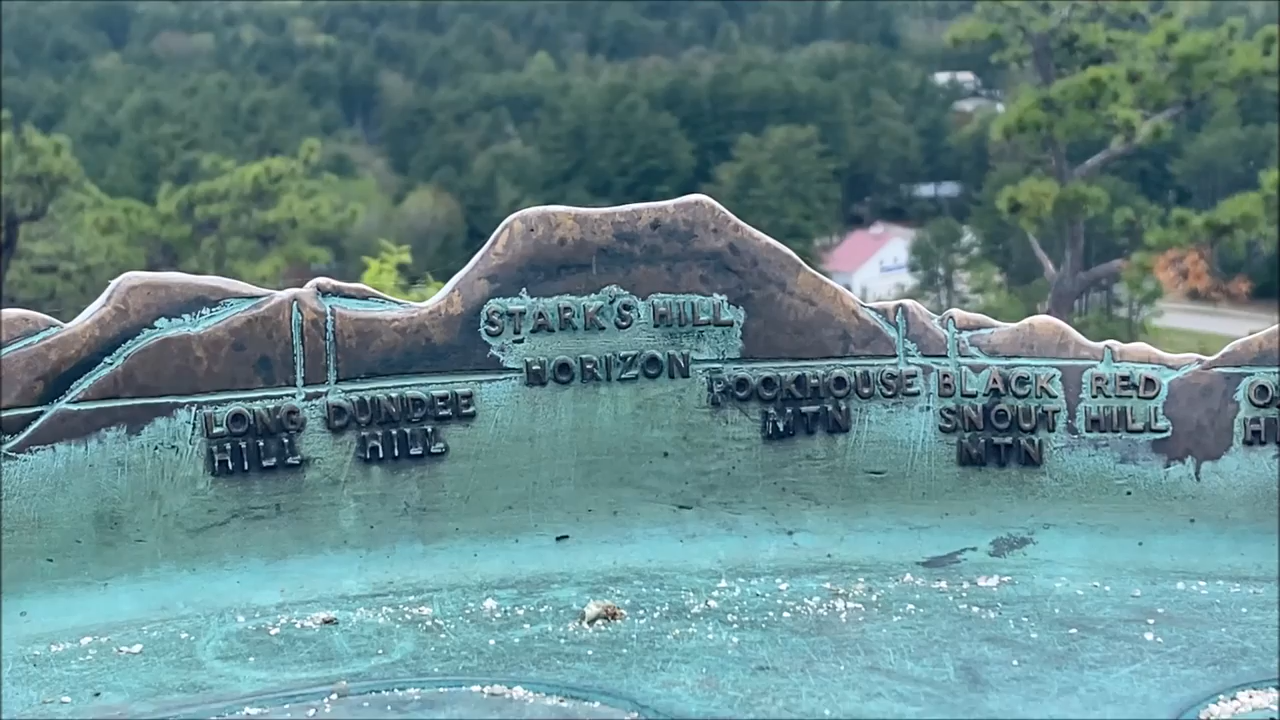 STARK'S HILL
HORIZON
LONG
HILL
DUNDEE
HILL
POCKHOUSE
MTN
BLACK
SNOUT
MTN
RED
HILL